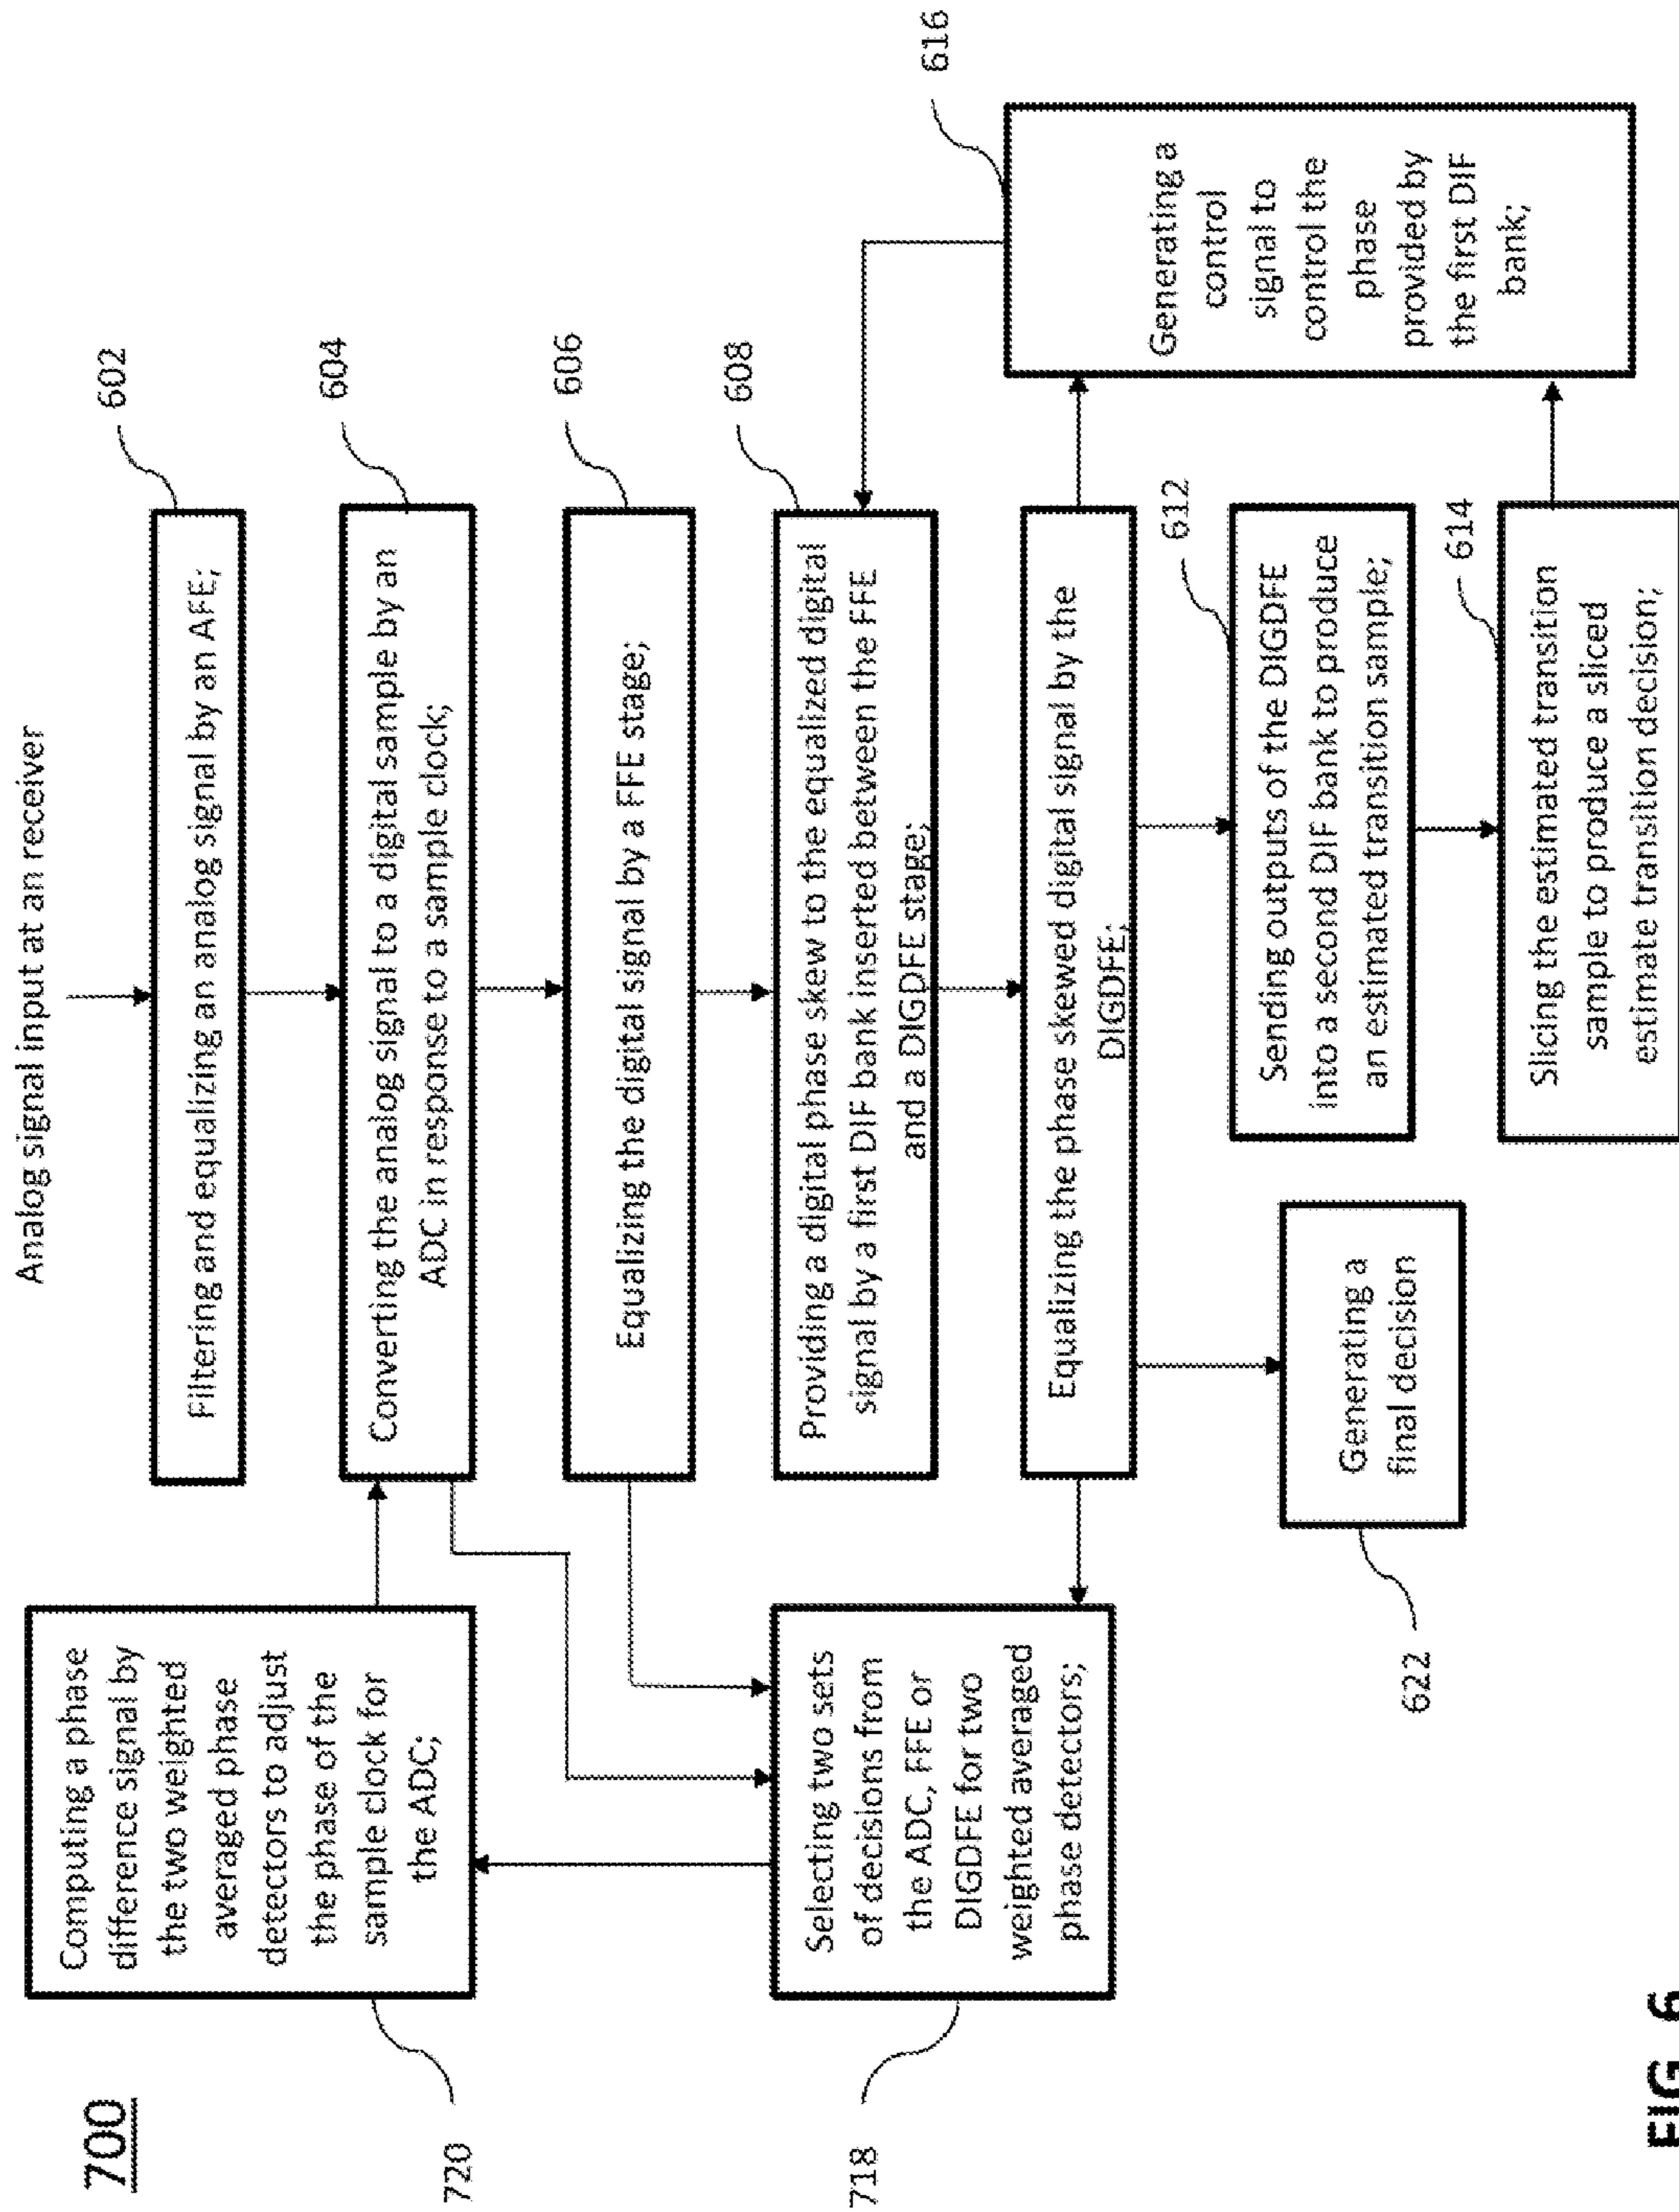 700
Analog signal input at an receiver
602
Filtering and equalizing an analog signal by an AFE;
604
Converting the analog signal to a digital sample by an
ADC in response to a sample clock;
606
Equalizing the digital signal by a FFE stage;
608
Providing a digital phase skew to the equalized digital
signal by a first DIF bank inserted between the FFE
and a DIGDFE stage;
Equalizing the phase skewed digital signal by the
DIGDFE;
612
Sending outputs of the DIGDFE
into a second DIF bank to produce
an estimated transition sample;
614
Slicing the estimated transition
sample to produce a sliced
estimate transition decision;
616
Generating a
control
signal to
control the
phase
provided by
the first DIF
bank;
720
Computing a phase
difference signal by
the two weighted
averaged phase
detectors to adjust
the phase of the
sample clock for
the ADC;
718
Selecting two sets
of decisions from
the ADC, FFE or
DIGDFE for two
weighted averaged
phase detectors;
622
Generating a
final decision
FIG 6